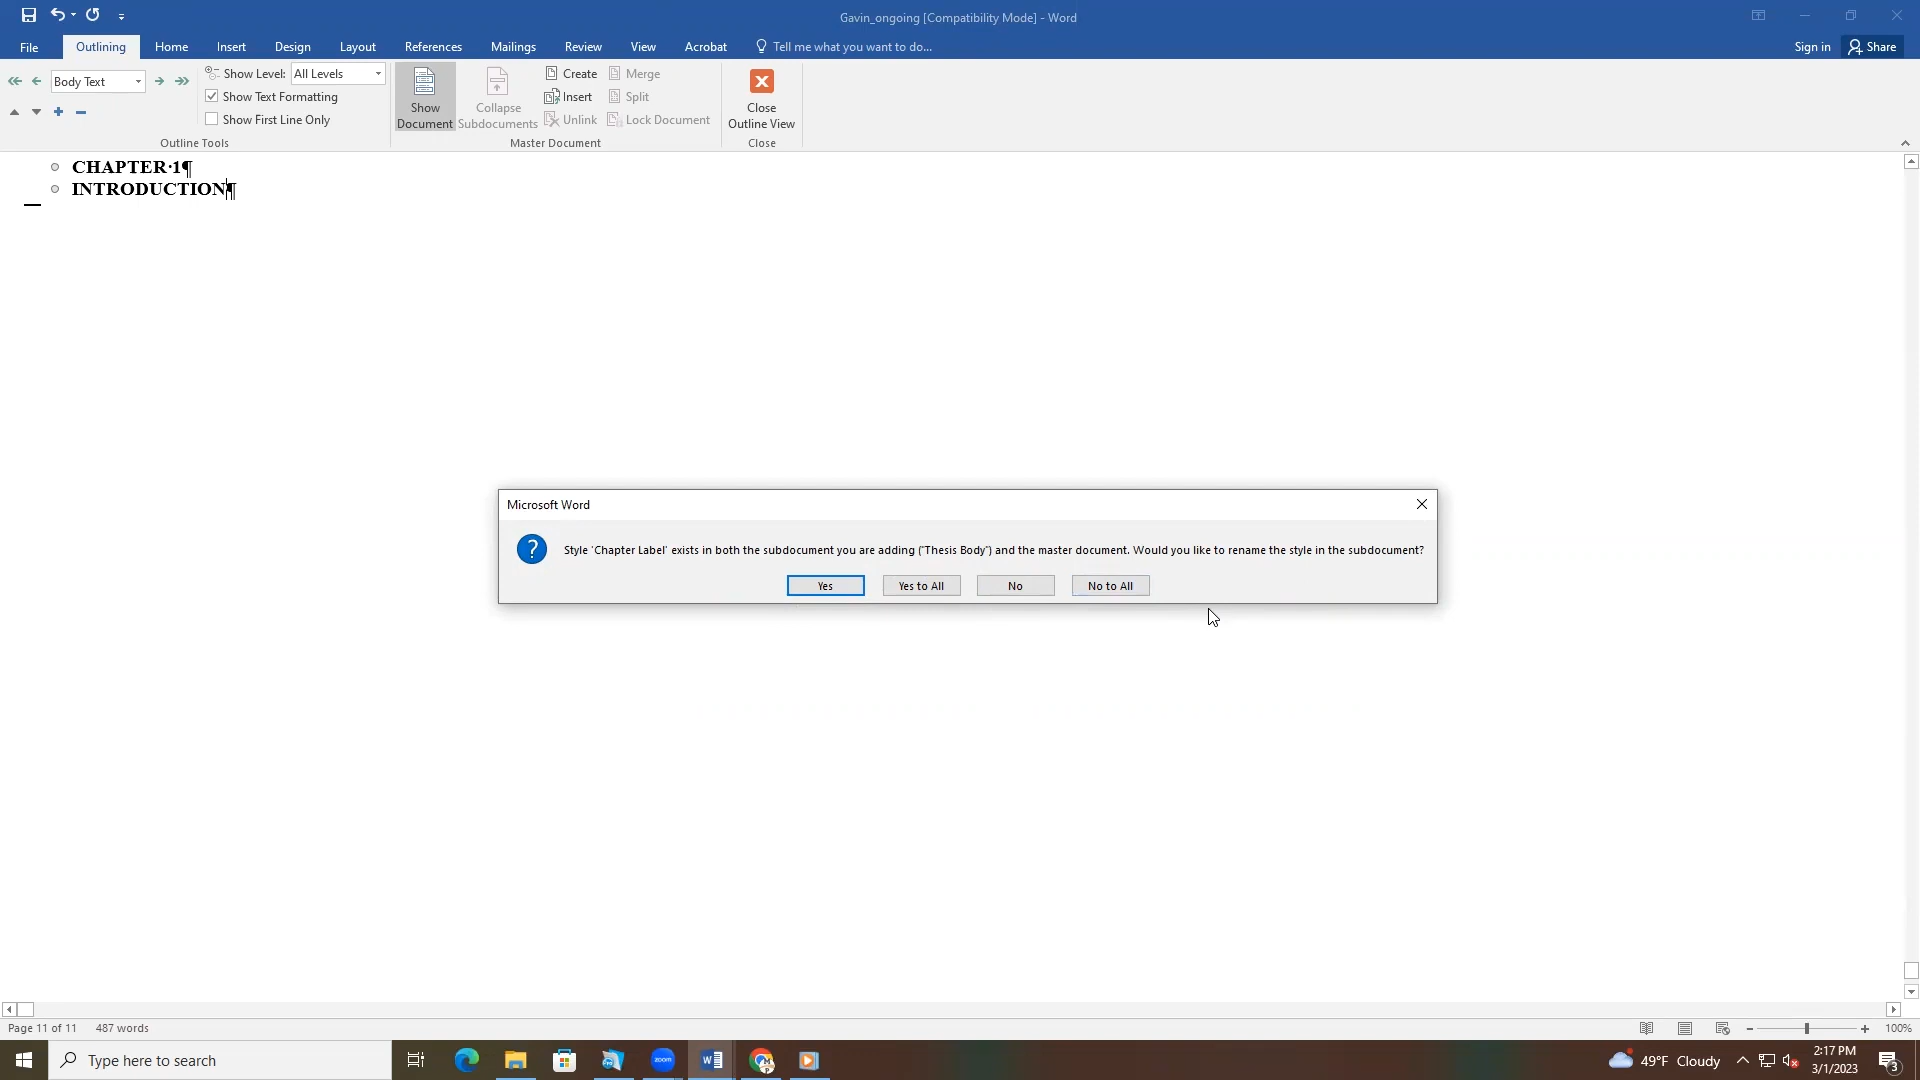 Gavin_ongoing [Compatibility Mode] - Word
File Outlining Home Insert Design Layout References Mailings Review View Acrobat Tell me what you want to do... Sign in Share
Body Text Show Level: All Levels
Show Text Formatting
Show First Line Only
Outline Tools
Show Document
Collapse Subdocuments
Create Merge
Insert Split
Unlink Lock Document
Master Document
Close Outline View
Close
CHAPTER·1¶
INTRODUCTION¶
Microsoft Word
Style 'Chapter Label' exists in both the subdocument you are adding ("Thesis Body") and the master document. Would you like to rename the style in the subdocument?
Yes Yes to All No No to All
Page 11 of 11 487 words 100%
Type here to search
zoom
49°F Cloudy
2:17 PM
3/1/2023
3